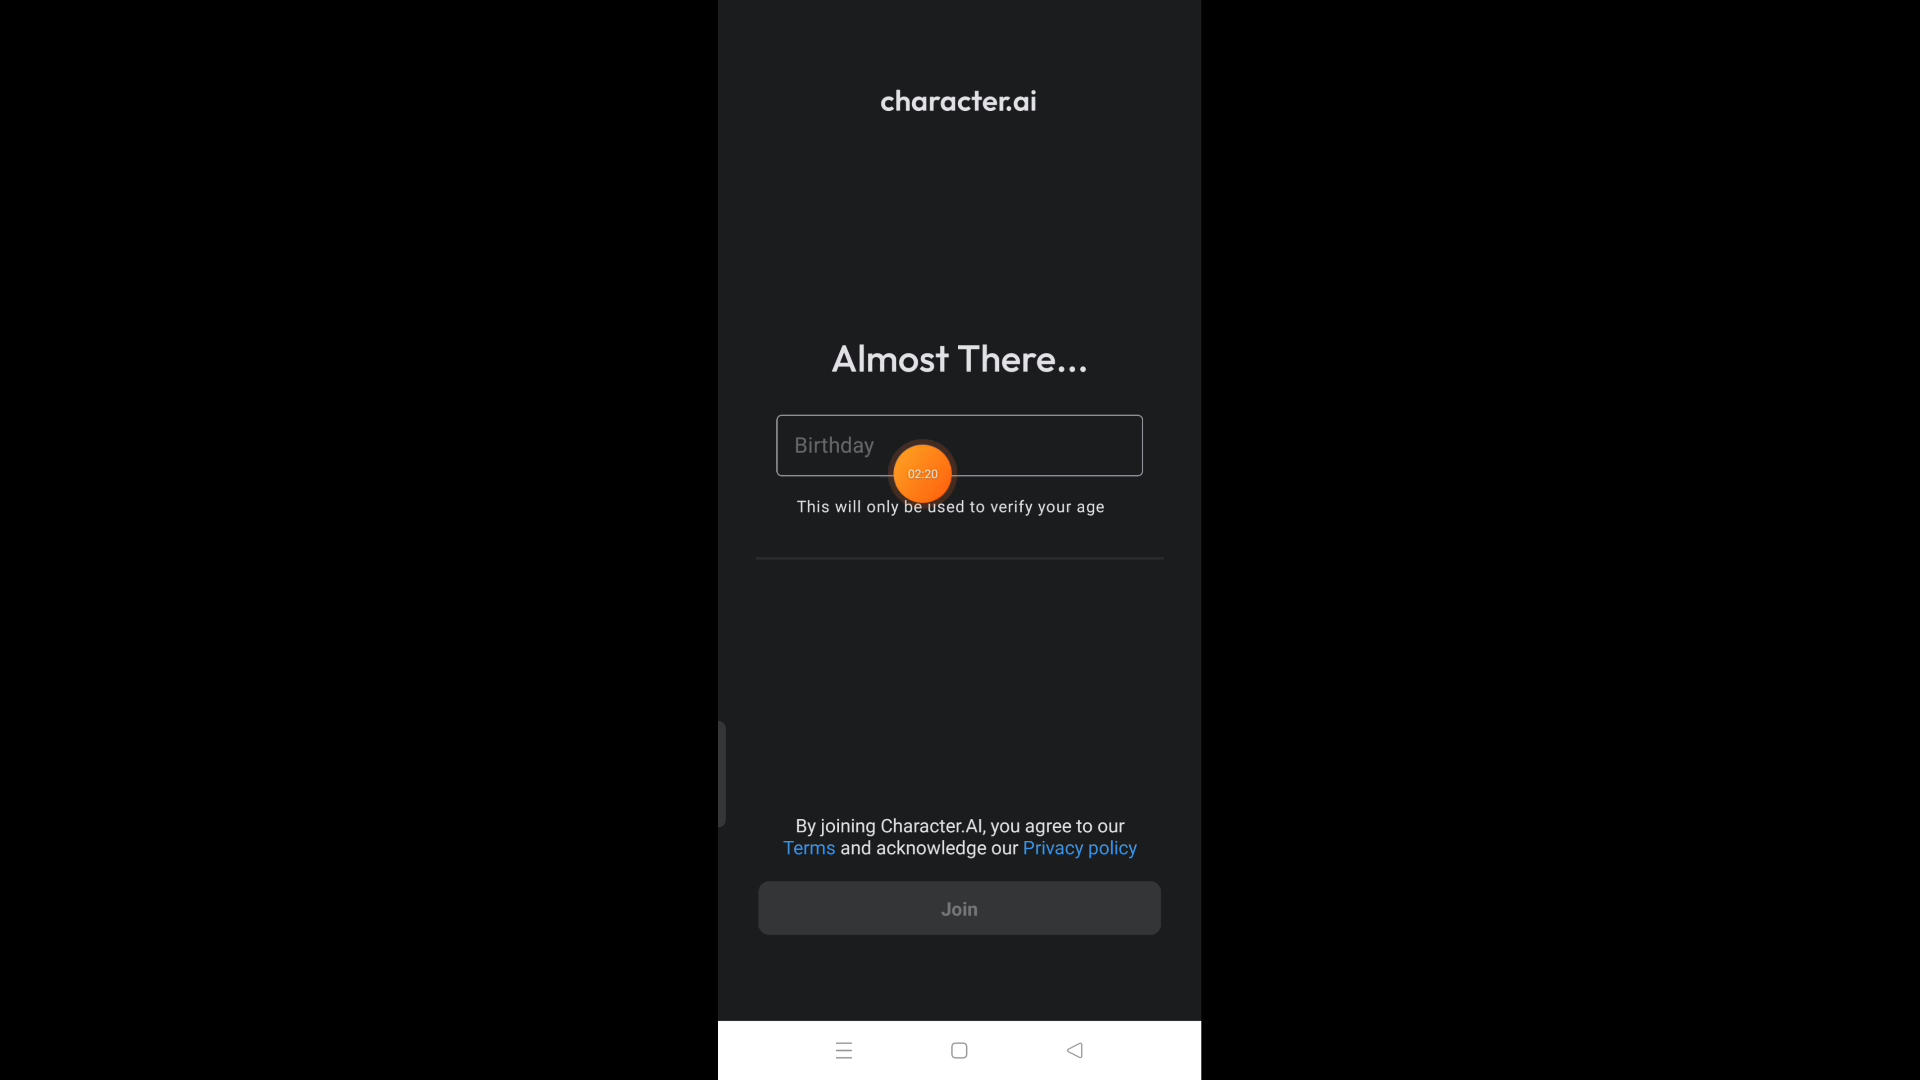 character.ai
Almost There...
Birthday
02:20
This will only be used to verify your age
By joining Character.AI, you agree to our
Terms and acknowledge our Privacy policy
Join